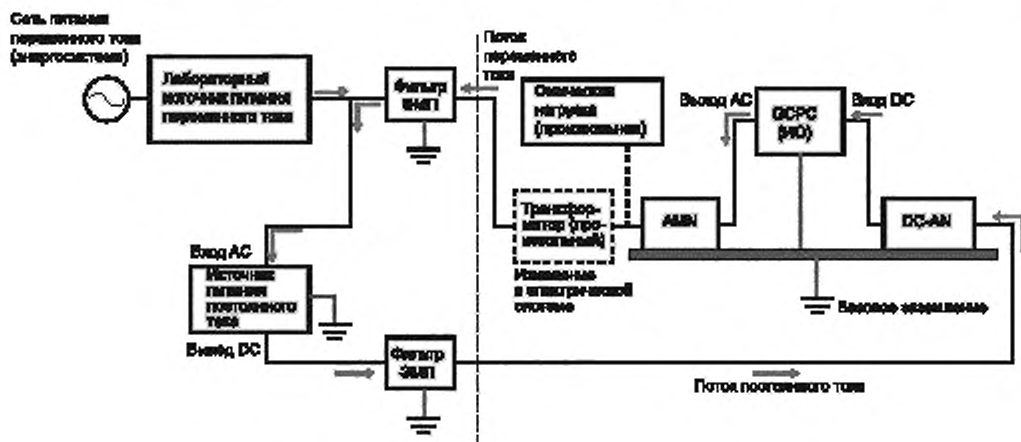 Сеть питания
переменного тока
(энергосистема)
Лабораторный
источник питания
переменного тока
Фильтр
ЭМП
Поток
переменного
тока
Омическая
нагрузка
(произвольная)
Выход AC
GCPC
(ИО)
Вход DC
Трансфор-
матор (про-
извольный)
AMN
DC-AN
Изменение
в электрической
системе
Базовое заземление
Вход AC
Источник
питания
постоянного
тока
Выход DC
Фильтр
ЭМП
Поток постоянного тока